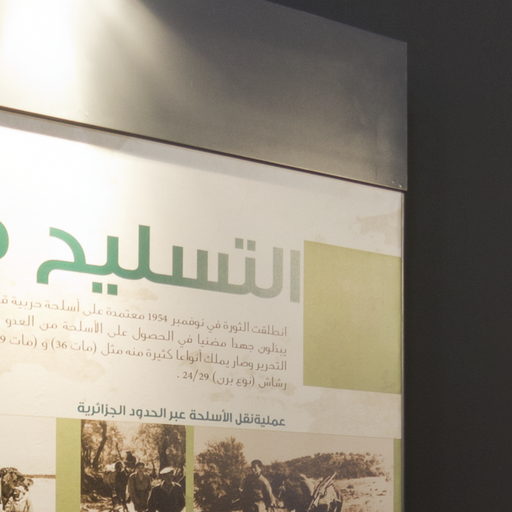 التسليح
انطلقت الثورة في نوفمبر 1954 معتمدة على أسلحة حربية
يبذلون جهدا مضنيا في الحصول على الأسلحة من العدو
التحرير وصار يملك أنواعا كثيرة منه مثل (مات 36) و (مات
رشاش (نوع برن) 24/29 .
عملية نقل الأسلحة عبر الحدود الجزائرية